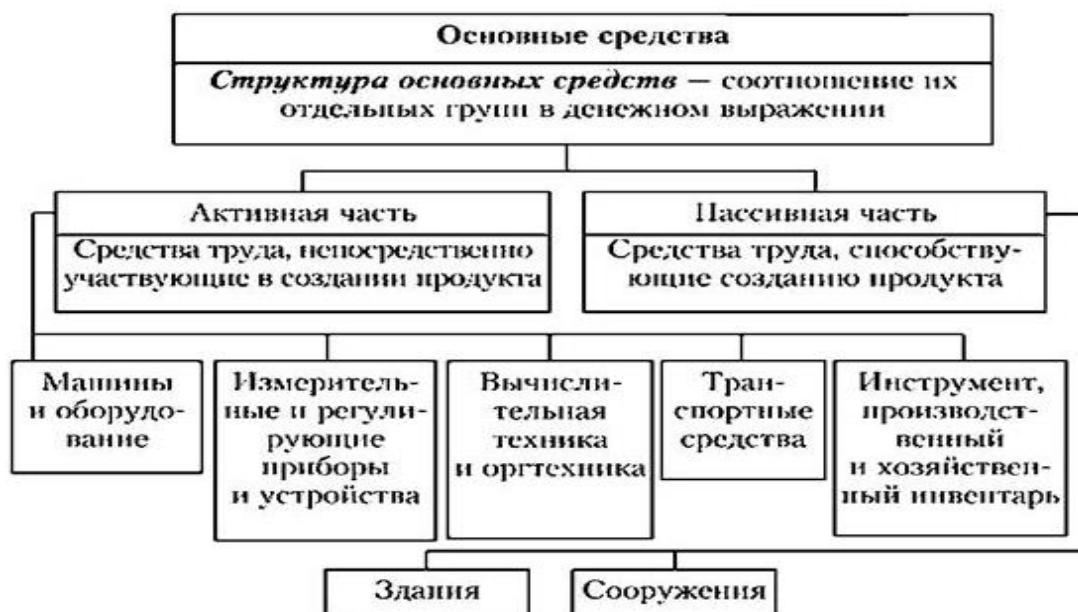 Основные средства
Структура основных средств — соотношение их
отдельных групп в денежном выражении
Активная часть
Средства труда, непосредственно
участвующие в создании продукта
Пассивная часть
Средства труда, способству-
ющие созданию продукта
Машины
и оборудо-
вание
Измеритель-
ные и регули-
рующие
приборы
и устройства
Вычисли-
тельная
техника
и оргтехника
Тран-
спортные
средства
Инструмент,
производст-
венный
и хозяйствен-
ный инвентарь
Здания
Сооружения